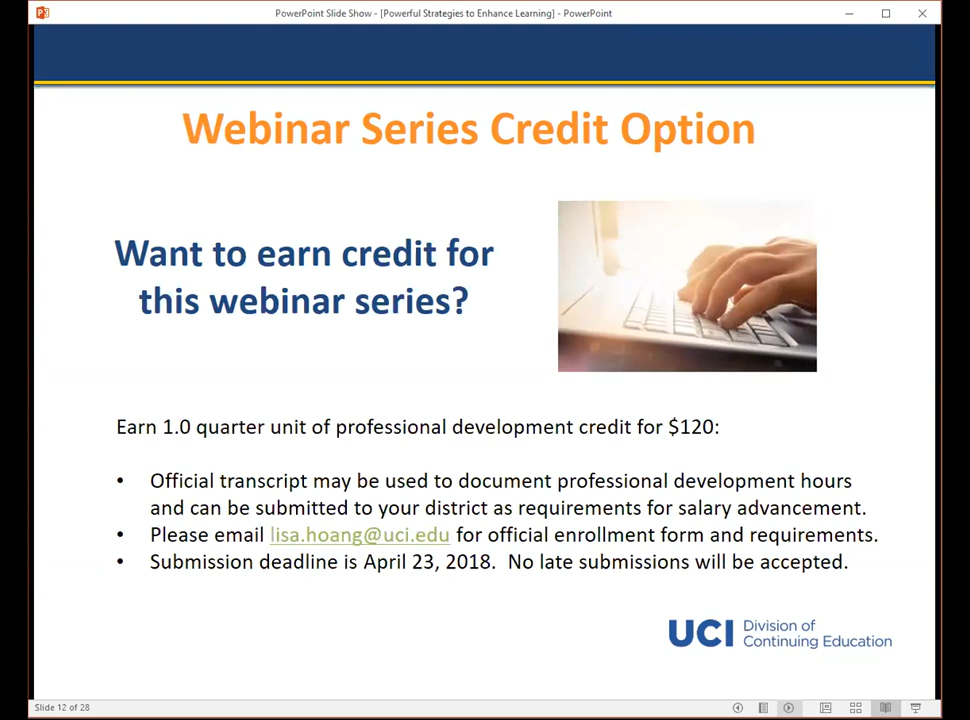 PowerPoint Slide Show - [Powerful Strategies to Enhance Learning] - PowerPoint
Webinar Series Credit Option
Want to earn credit for
this webinar series?
Earn 1.0 quarter unit of professional development credit for $120:
• Official transcript may be used to document professional development hours
and can be submitted to your district as requirements for salary advancement.
• Please email lisa.hoang@uci.edu for official enrollment form and requirements.
• Submission deadline is April 23, 2018.  No late submissions will be accepted.
UCI Division of
Continuing Education
Slide 12 of 28